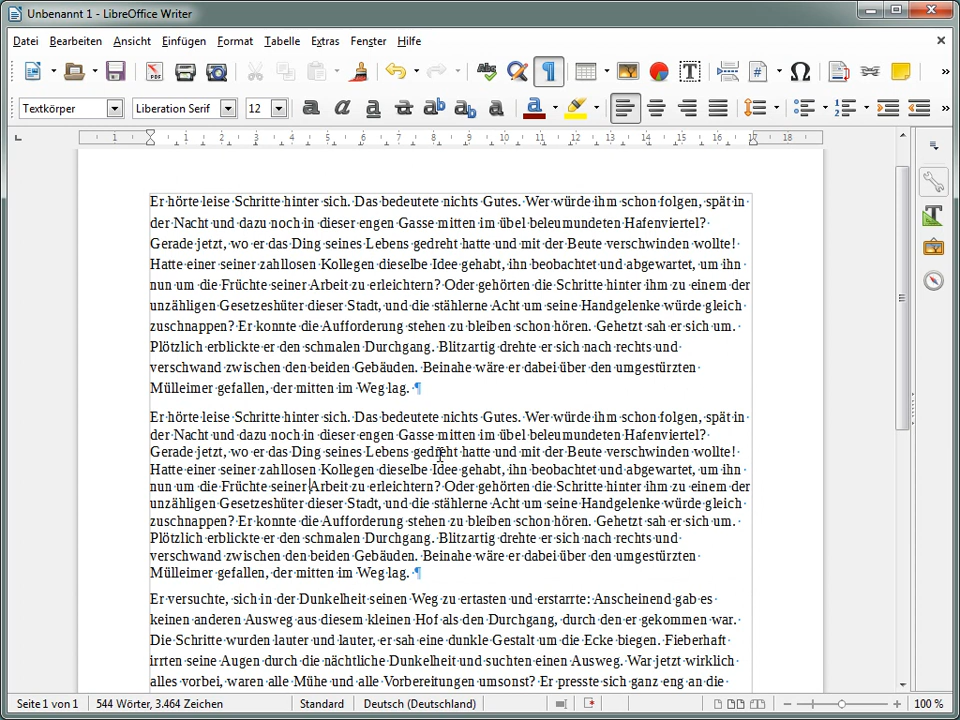 Unbenannt 1 - LibreOffice Writer
Datei Bearbeiten Ansicht Einfügen Format Tabelle Extras Fenster Hilfe
Textkörper Liberation Serif 12
1 1 2 3 4 5 6 7 8 9 10 11 12 13 14 15 16 17 18
Er hörte leise Schritte hinter sich. Das bedeutete nichts Gutes. Wer würde ihm schon folgen, spät in
der Nacht und dazu noch in dieser engen Gasse mitten im übel beleumundeten Hafenviertel?
Gerade jetzt, wo er das Ding seines Lebens gedreht hatte und mit der Beute verschwinden wollte!
Hatte einer seiner zahllosen Kollegen dieselbe Idee gehabt, ihn beobachtet und abgewartet, um ihn
nun um die Früchte seiner Arbeit zu erleichtern? Oder gehörten die Schritte hinter ihm zu einem der
unzähligen Gesetzeshüter dieser Stadt, und die stählerne Acht um seine Handgelenke würde gleich
zuschnappen? Er konnte die Aufforderung stehen zu bleiben schon hören. Gehetzt sah er sich um.
Plötzlich erblickte er den schmalen Durchgang. Blitzartig drehte er sich nach rechts und
verschwand zwischen den beiden Gebäuden. Beinahe wäre er dabei über den umgestürzten
Mülleimer gefallen, der mitten im Weg lag. ¶
Er hörte leise Schritte hinter sich. Das bedeutete nichts Gutes. Wer würde ihm schon folgen, spät in
der Nacht und dazu noch in dieser engen Gasse mitten im übel beleumundeten Hafenviertel?
Gerade jetzt, wo er das Ding seines Lebens gedreht hatte und mit der Beute verschwinden wollte!
Hatte einer seiner zahllosen Kollegen dieselbe Idee gehabt, ihn beobachtet und abgewartet, um ihn
nun um die Früchte seiner Arbeit zu erleichtern? Oder gehörten die Schritte hinter ihm zu einem der
unzähligen Gesetzeshüter dieser Stadt, und die stählerne Acht um seine Handgelenke würde gleich
zuschnappen? Er konnte die Aufforderung stehen zu bleiben schon hören. Gehetzt sah er sich um.
Plötzlich erblickte er den schmalen Durchgang. Blitzartig drehte er sich nach rechts und
verschwand zwischen den beiden Gebäuden. Beinahe wäre er dabei über den umgestürzten
Mülleimer gefallen, der mitten im Weg lag. ¶
Er versuchte, sich in der Dunkelheit seinen Weg zu ertasten und erstarrte: Anscheinend gab es
keinen anderen Ausweg aus diesem kleinen Hof als den Durchgang, durch den er gekommen war.
Die Schritte wurden lauter und lauter, er sah eine dunkle Gestalt um die Ecke biegen. Fieberhaft
irrten seine Augen durch die nächtliche Dunkelheit und suchten einen Ausweg. War jetzt wirklich
alles vorbei, waren alle Mühe und alle Vorbereitungen umsonst? Er presste sich ganz eng an die
Seite 1 von 1 544 Wörter, 3.464 Zeichen Standard Deutsch (Deutschland) 100 %